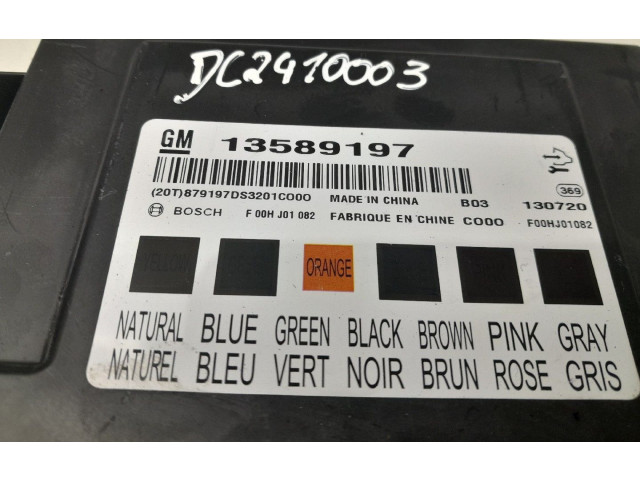 DC2410003
GM 13589197
(20T)879197DS3201C000 MADE IN CHINA B03 130720
369
BOSCH F 00H J01 082 FABRIQUE EN CHINE C000 F00HJ01082
YELLOW ORANGE
NATURAL BLUE GREEN BLACK BROWN PINK GRAY
NATUREL BLEU VERT NOIR BRUN ROSE GRIS